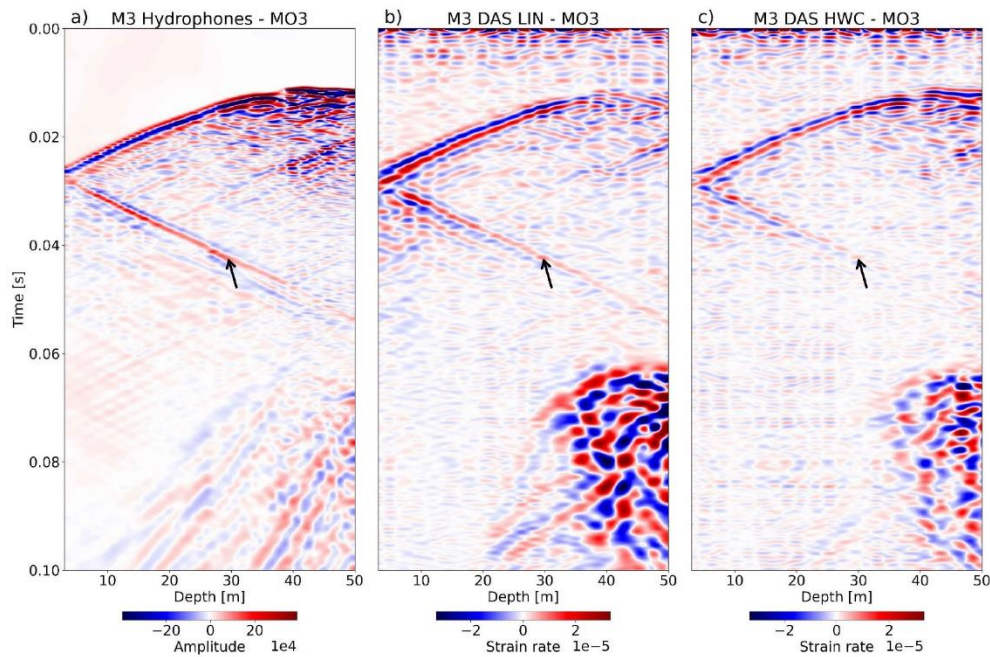 a) M3 Hydrophones - MO3
b) M3 DAS LIN - MO3
c) M3 DAS HWC - MO3
0.00
0.02
0.04
0.06
0.08
0.10
Time [s]
10 20 30 40 50
10 20 30 40 50
10 20 30 40 50
Depth [m]
Depth [m]
Depth [m]
−20 0 20
−2 0 2
−2 0 2
Amplitude 1e4
Strain rate 1e−5
Strain rate 1e−5